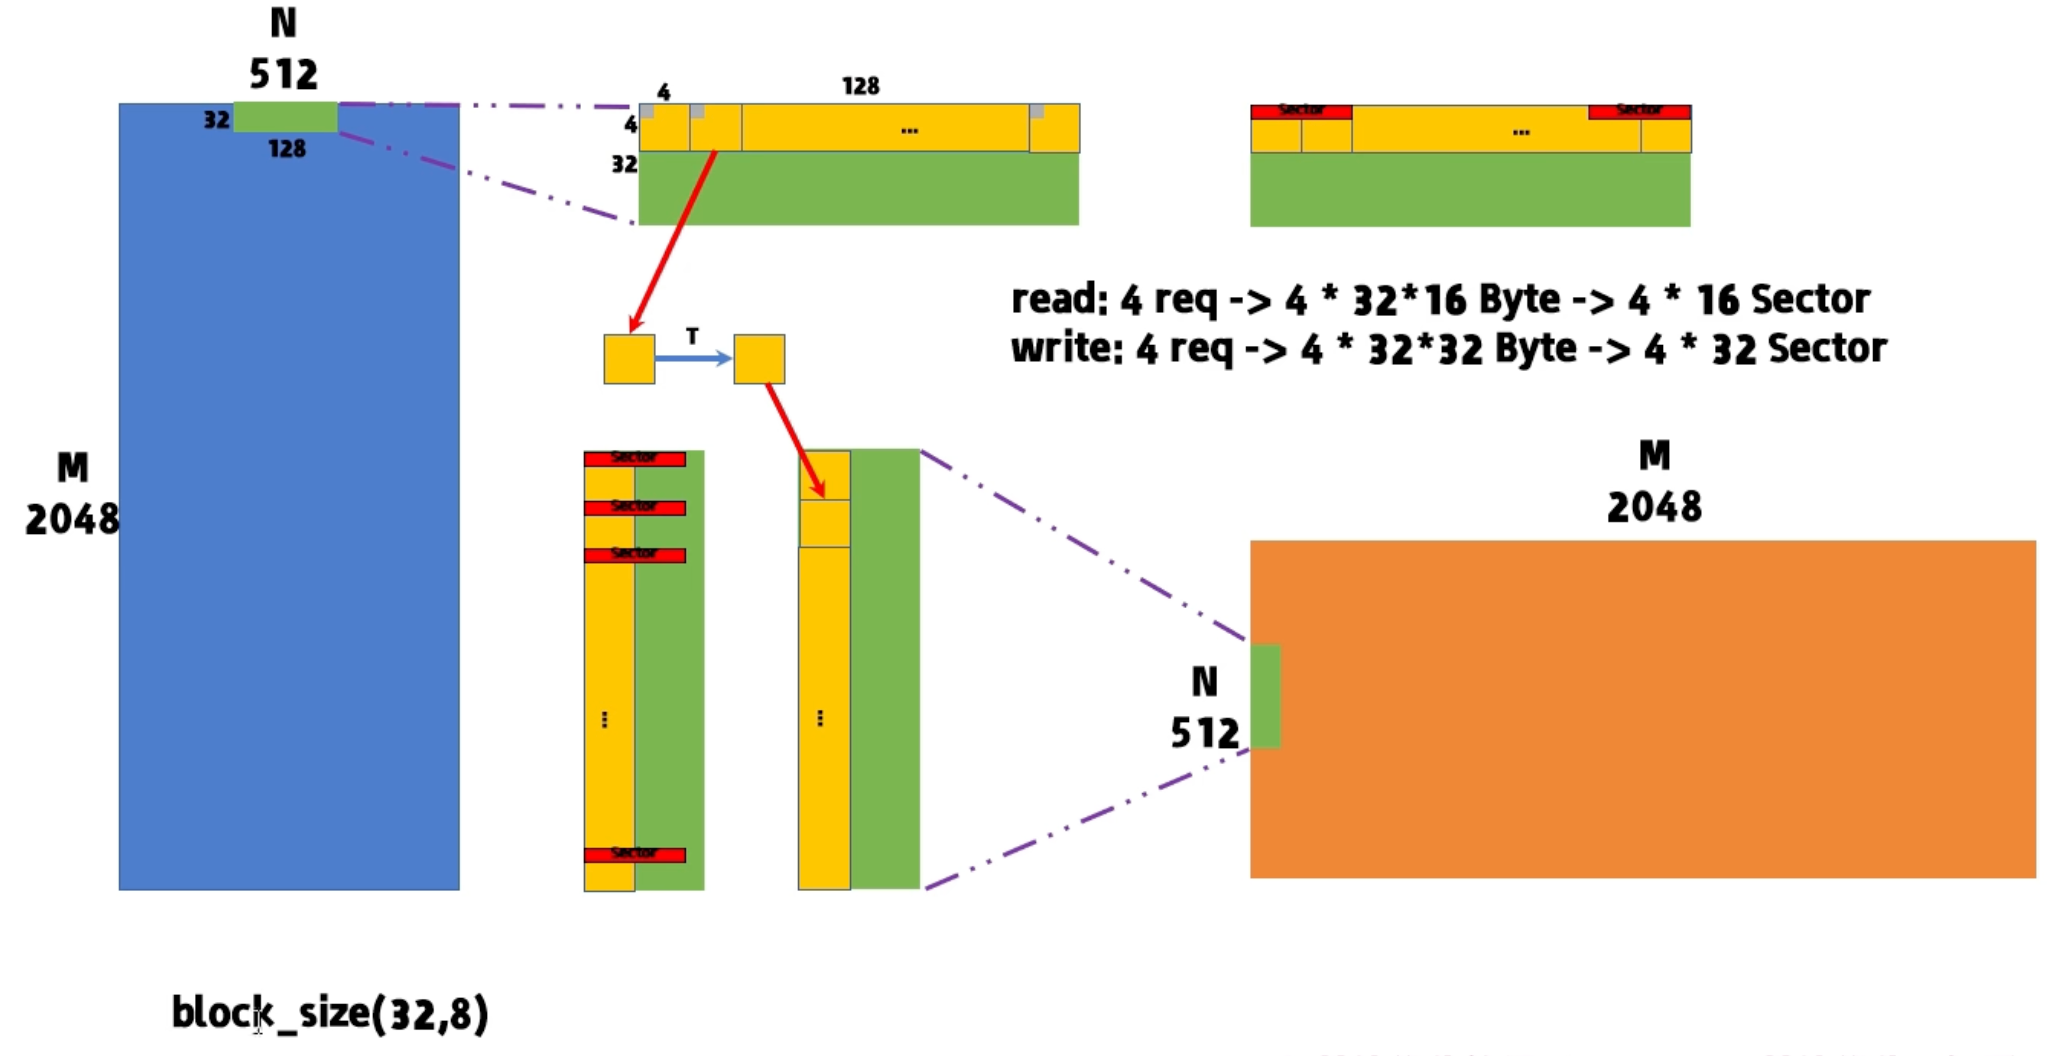 N
512
32
128
M
2048
4
128
4
32
...
Sector
Sector
...
read: 4 req -> 4 * 32*16 Byte -> 4 * 16 Sector
write: 4 req -> 4 * 32*32 Byte -> 4 * 32 Sector
T
Sector
Sector
Sector
...
Sector
...
M
2048
N
512
block_size(32,8)